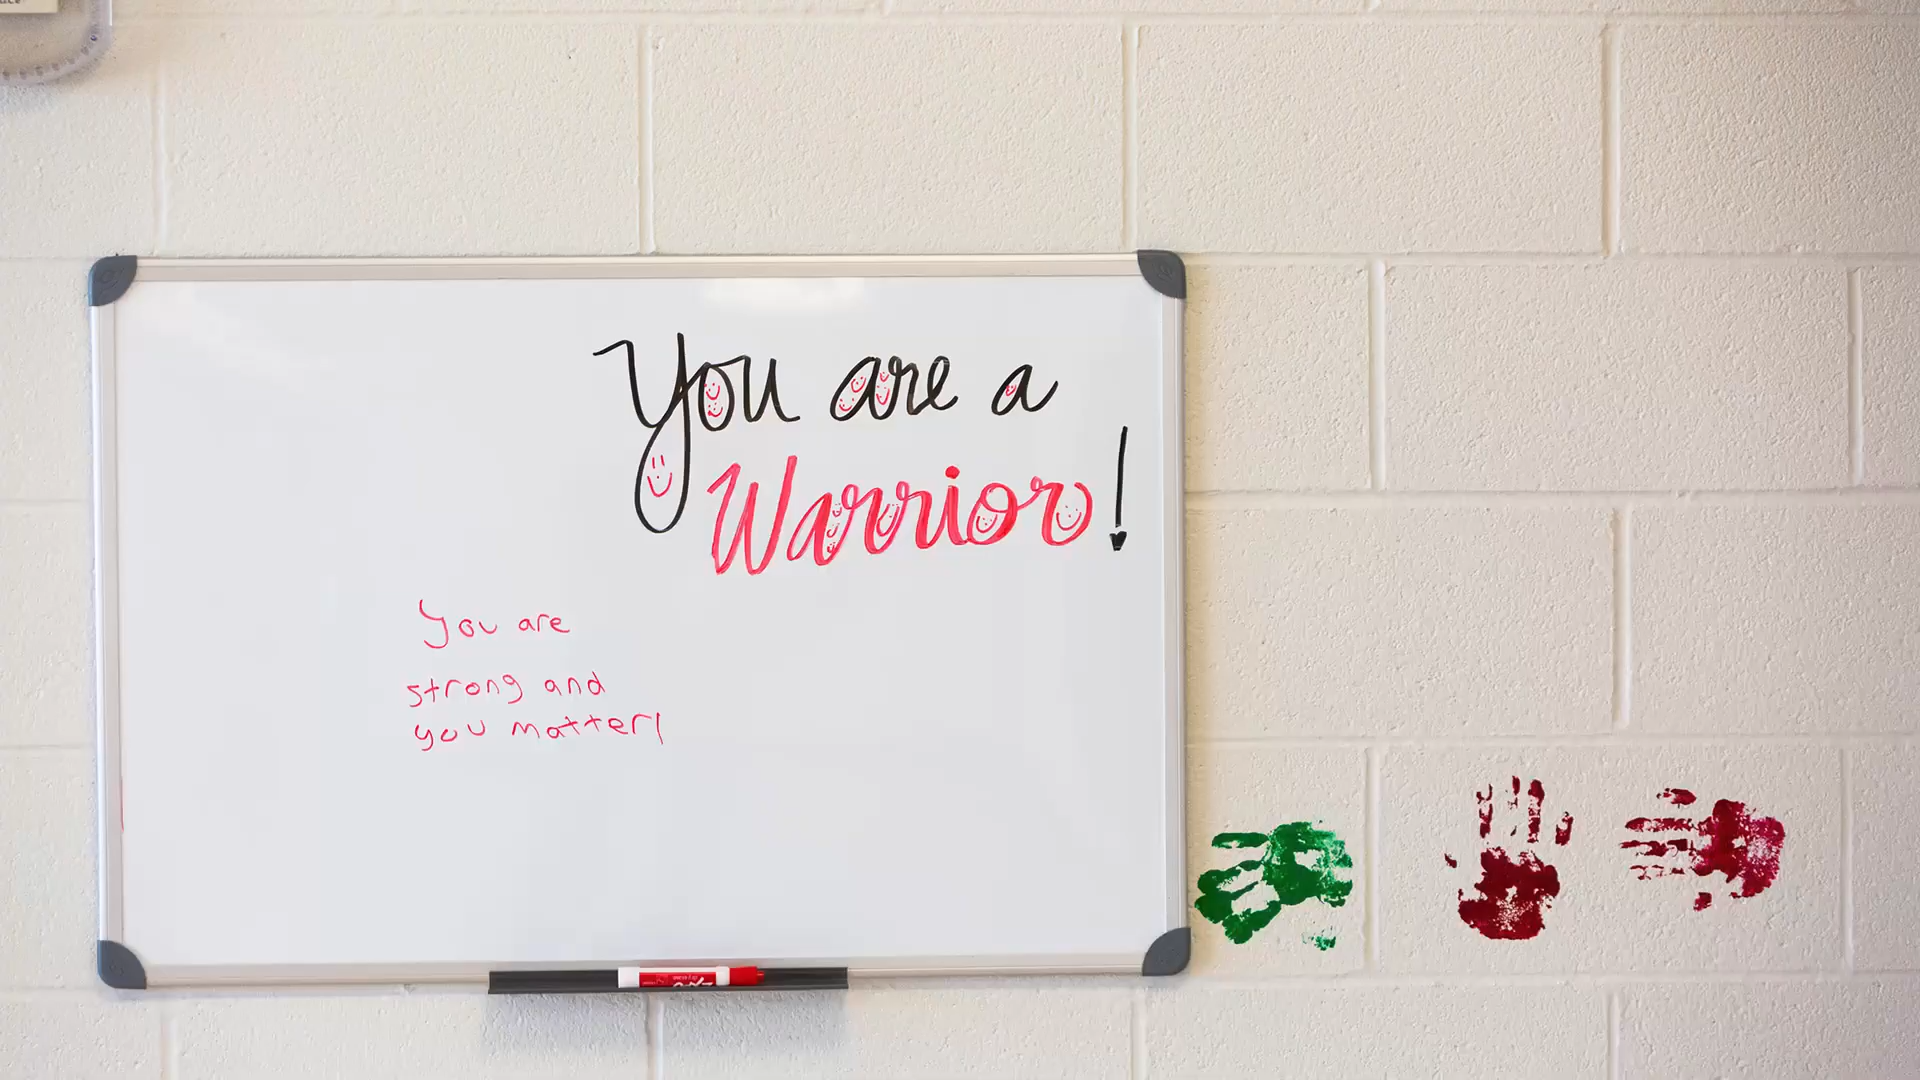 You are a
Warrior!
You are
strong and
you matter!